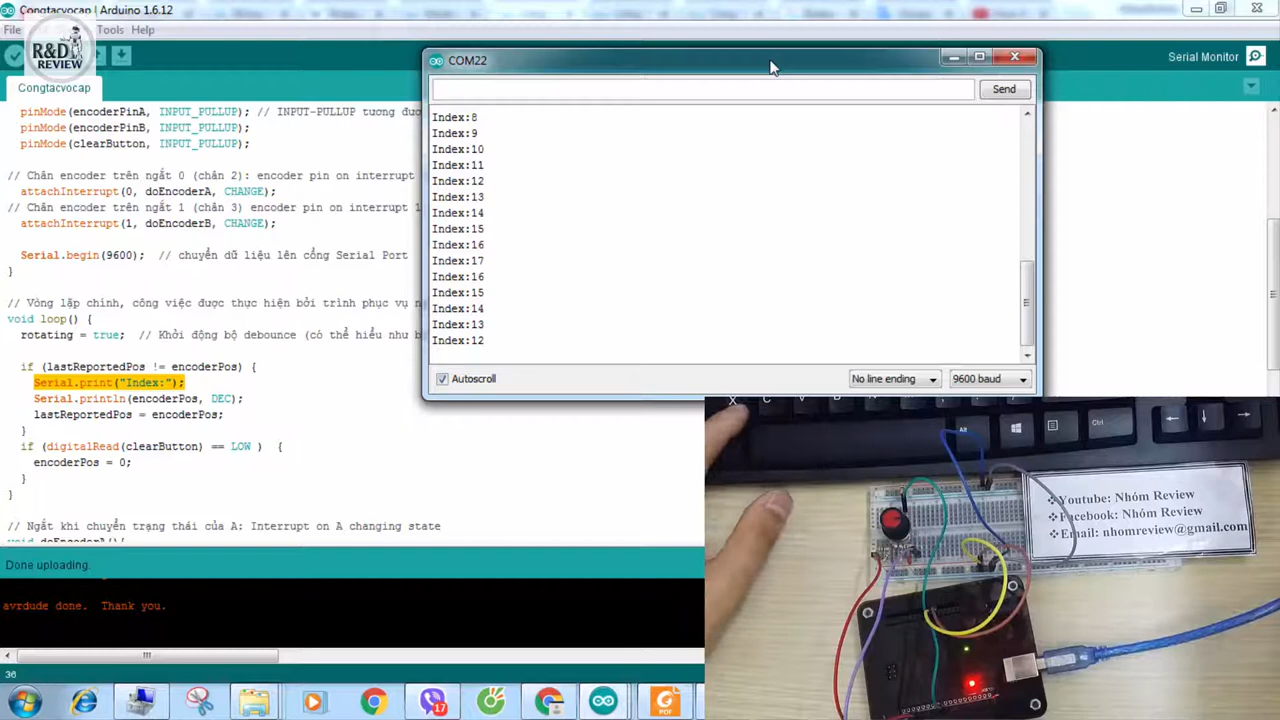 Congtacvocap | Arduino 1.6.12
File
Tools Help
R&D
REVIEW
Serial Monitor
Congtacvocap
pinMode(encoderPinA, INPUT_PULLUP); // INPUT-PULLUP tương đươ
pinMode(encoderPinB, INPUT_PULLUP);
pinMode(clearButton, INPUT_PULLUP);
// Chân encoder trên ngắt 0 (chân 2): encoder pin on interrupt
attachInterrupt(0, doEncoderA, CHANGE);
// Chân encoder trên ngắt 1 (chân 3) encoder pin on interrupt 1
attachInterrupt(1, doEncoderB, CHANGE);
Serial.begin(9600); // chuyển dữ liệu lên cổng Serial Port
}
// Vòng lặp chính, công việc được thực hiện bởi trình phục vụ n
void loop() {
rotating = true; // Khởi động bộ debounce (có thể hiểu như b
if (lastReportedPos != encoderPos) {
Serial.print("Index:");
Serial.println(encoderPos, DEC);
lastReportedPos = encoderPos;
}
if (digitalRead(clearButton) == LOW ) {
encoderPos = 0;
}
}
// Ngắt khi chuyển trạng thái của A: Interrupt on A changing state
void doEncoderA(){
Done uploading.
avrdude done. Thank you.
36
COM22
Send
Index:8
Index:9
Index:10
Index:11
Index:12
Index:13
Index:14
Index:15
Index:16
Index:17
Index:16
Index:15
Index:14
Index:13
Index:12
Autoscroll
No line ending
9600 baud
X C
Alt
Ctrl
❖Youtube: Nhóm Review
❖Facebook: Nhóm Review
❖Email: nhomreview@gmail.com
17
PDF